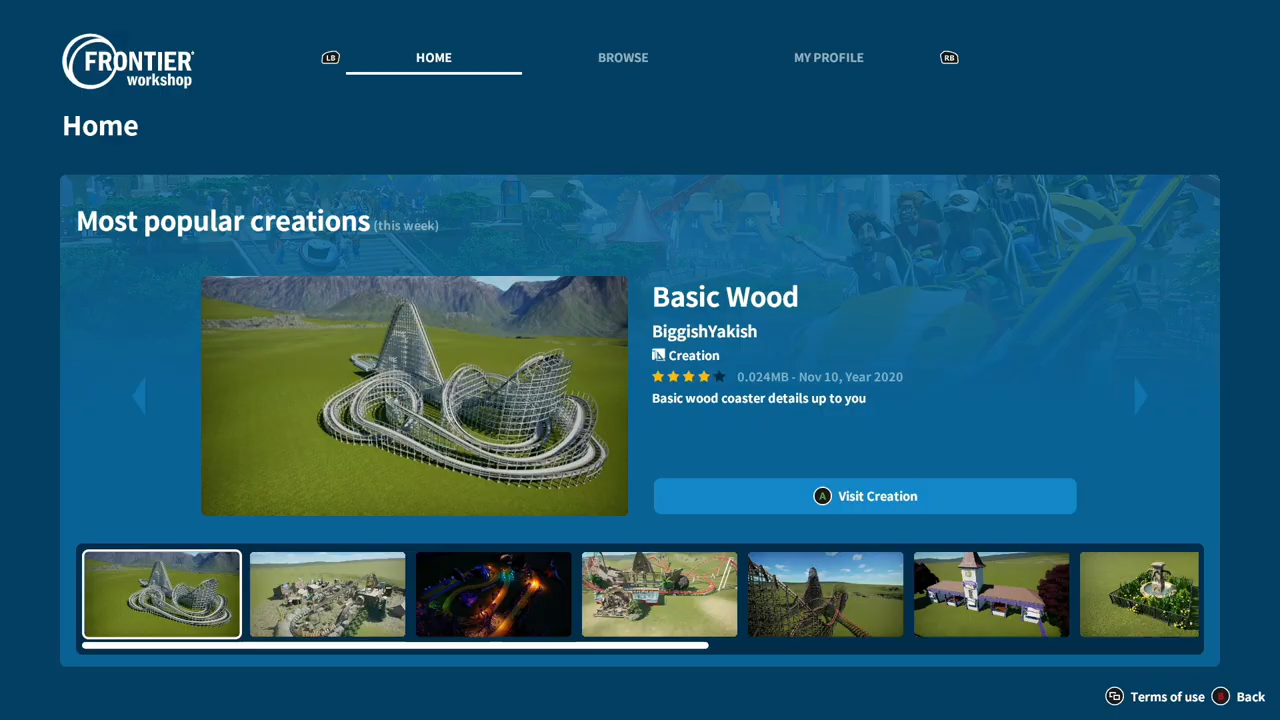 FRONTIER
workshop
LB
HOME
BROWSE
MY PROFILE
RB
Home
Most popular creations (this week)
Basic Wood
BiggishYakish
Creation
0.024MB - Nov 10, Year 2020
Basic wood coaster details up to you
A Visit Creation
Terms of use
B Back